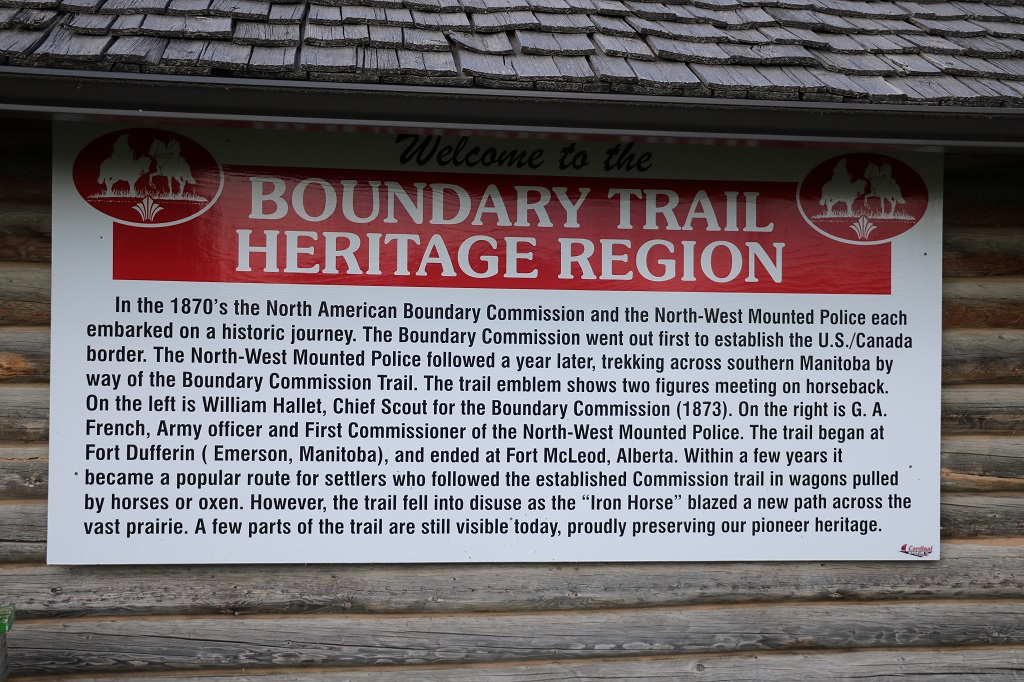 Welcome to the
BOUNDARY TRAIL
HERITAGE REGION
In the 1870's the North American Boundary Commission and the North-West Mounted Police each
embarked on a historic journey. The Boundary Commission went out first to establish the U.S./Canada
border. The North-West Mounted Police followed a year later, trekking across southern Manitoba by
way of the Boundary Commission Trail. The trail emblem shows two figures meeting on horseback.
On the left is William Hallet, Chief Scout for the Boundary Commission (1873). On the right is G. A.
French, Army officer and First Commissioner of the North-West Mounted Police. The trail began at
Fort Dufferin ( Emerson, Manitoba), and ended at Fort McLeod, Alberta. Within a few years it
became a popular route for settlers who followed the established Commission trail in wagons pulled
by horses or oxen. However, the trail fell into disuse as the “Iron Horse” blazed a new path across the
vast prairie. A few parts of the trail are still visible today, proudly preserving our pioneer heritage.
Cardinal